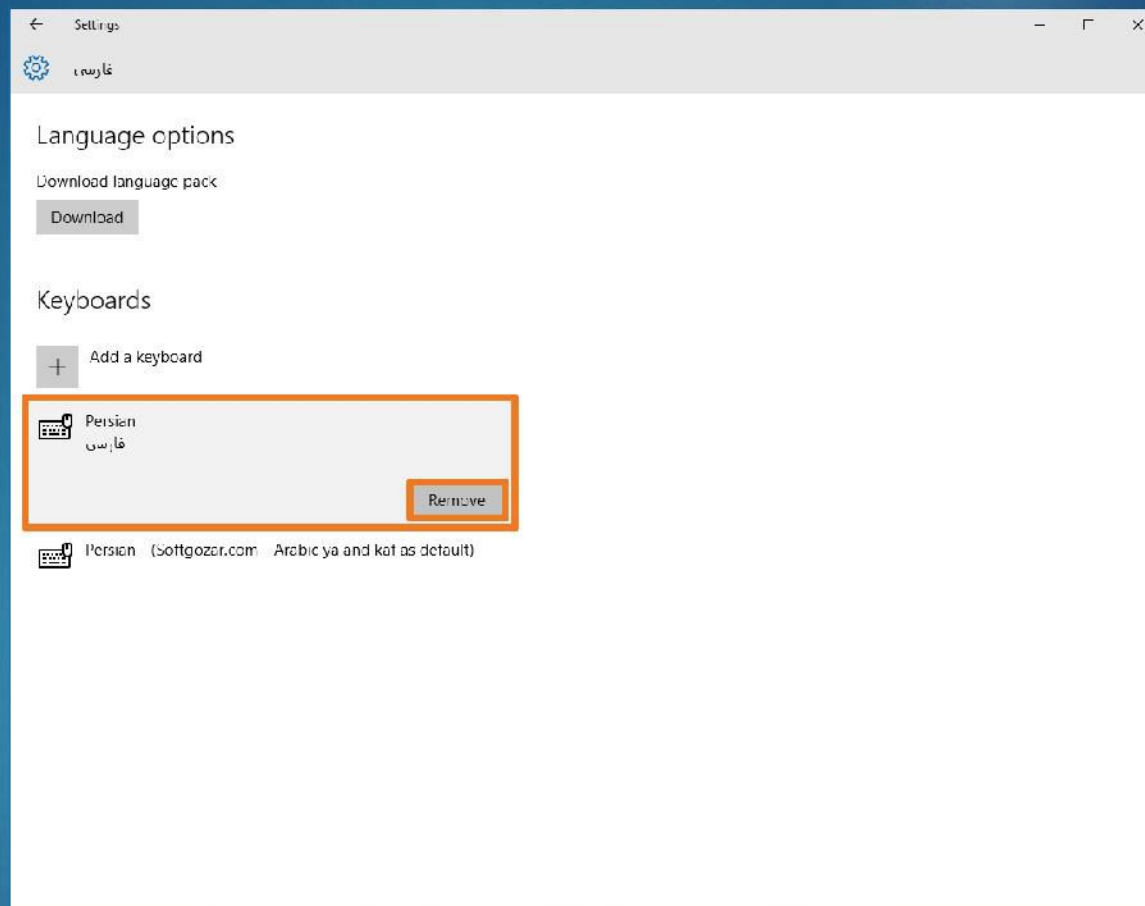 Settings
فارسی
Language options
Download language pack
Download
Keyboards
Add a keyboard
Persian
فارسی
Remove
Persian (Softgozar.com Arabic ya and kaf as default)